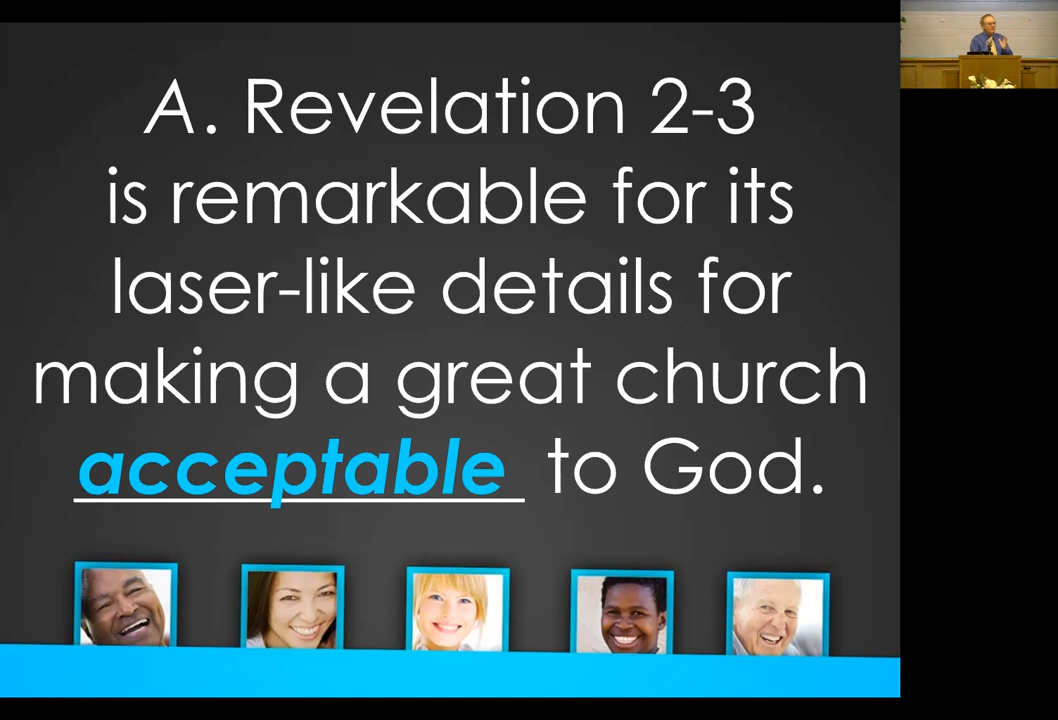 A. Revelation 2-3
is remarkable for its
laser-like details for
making a great church
acceptable to God.